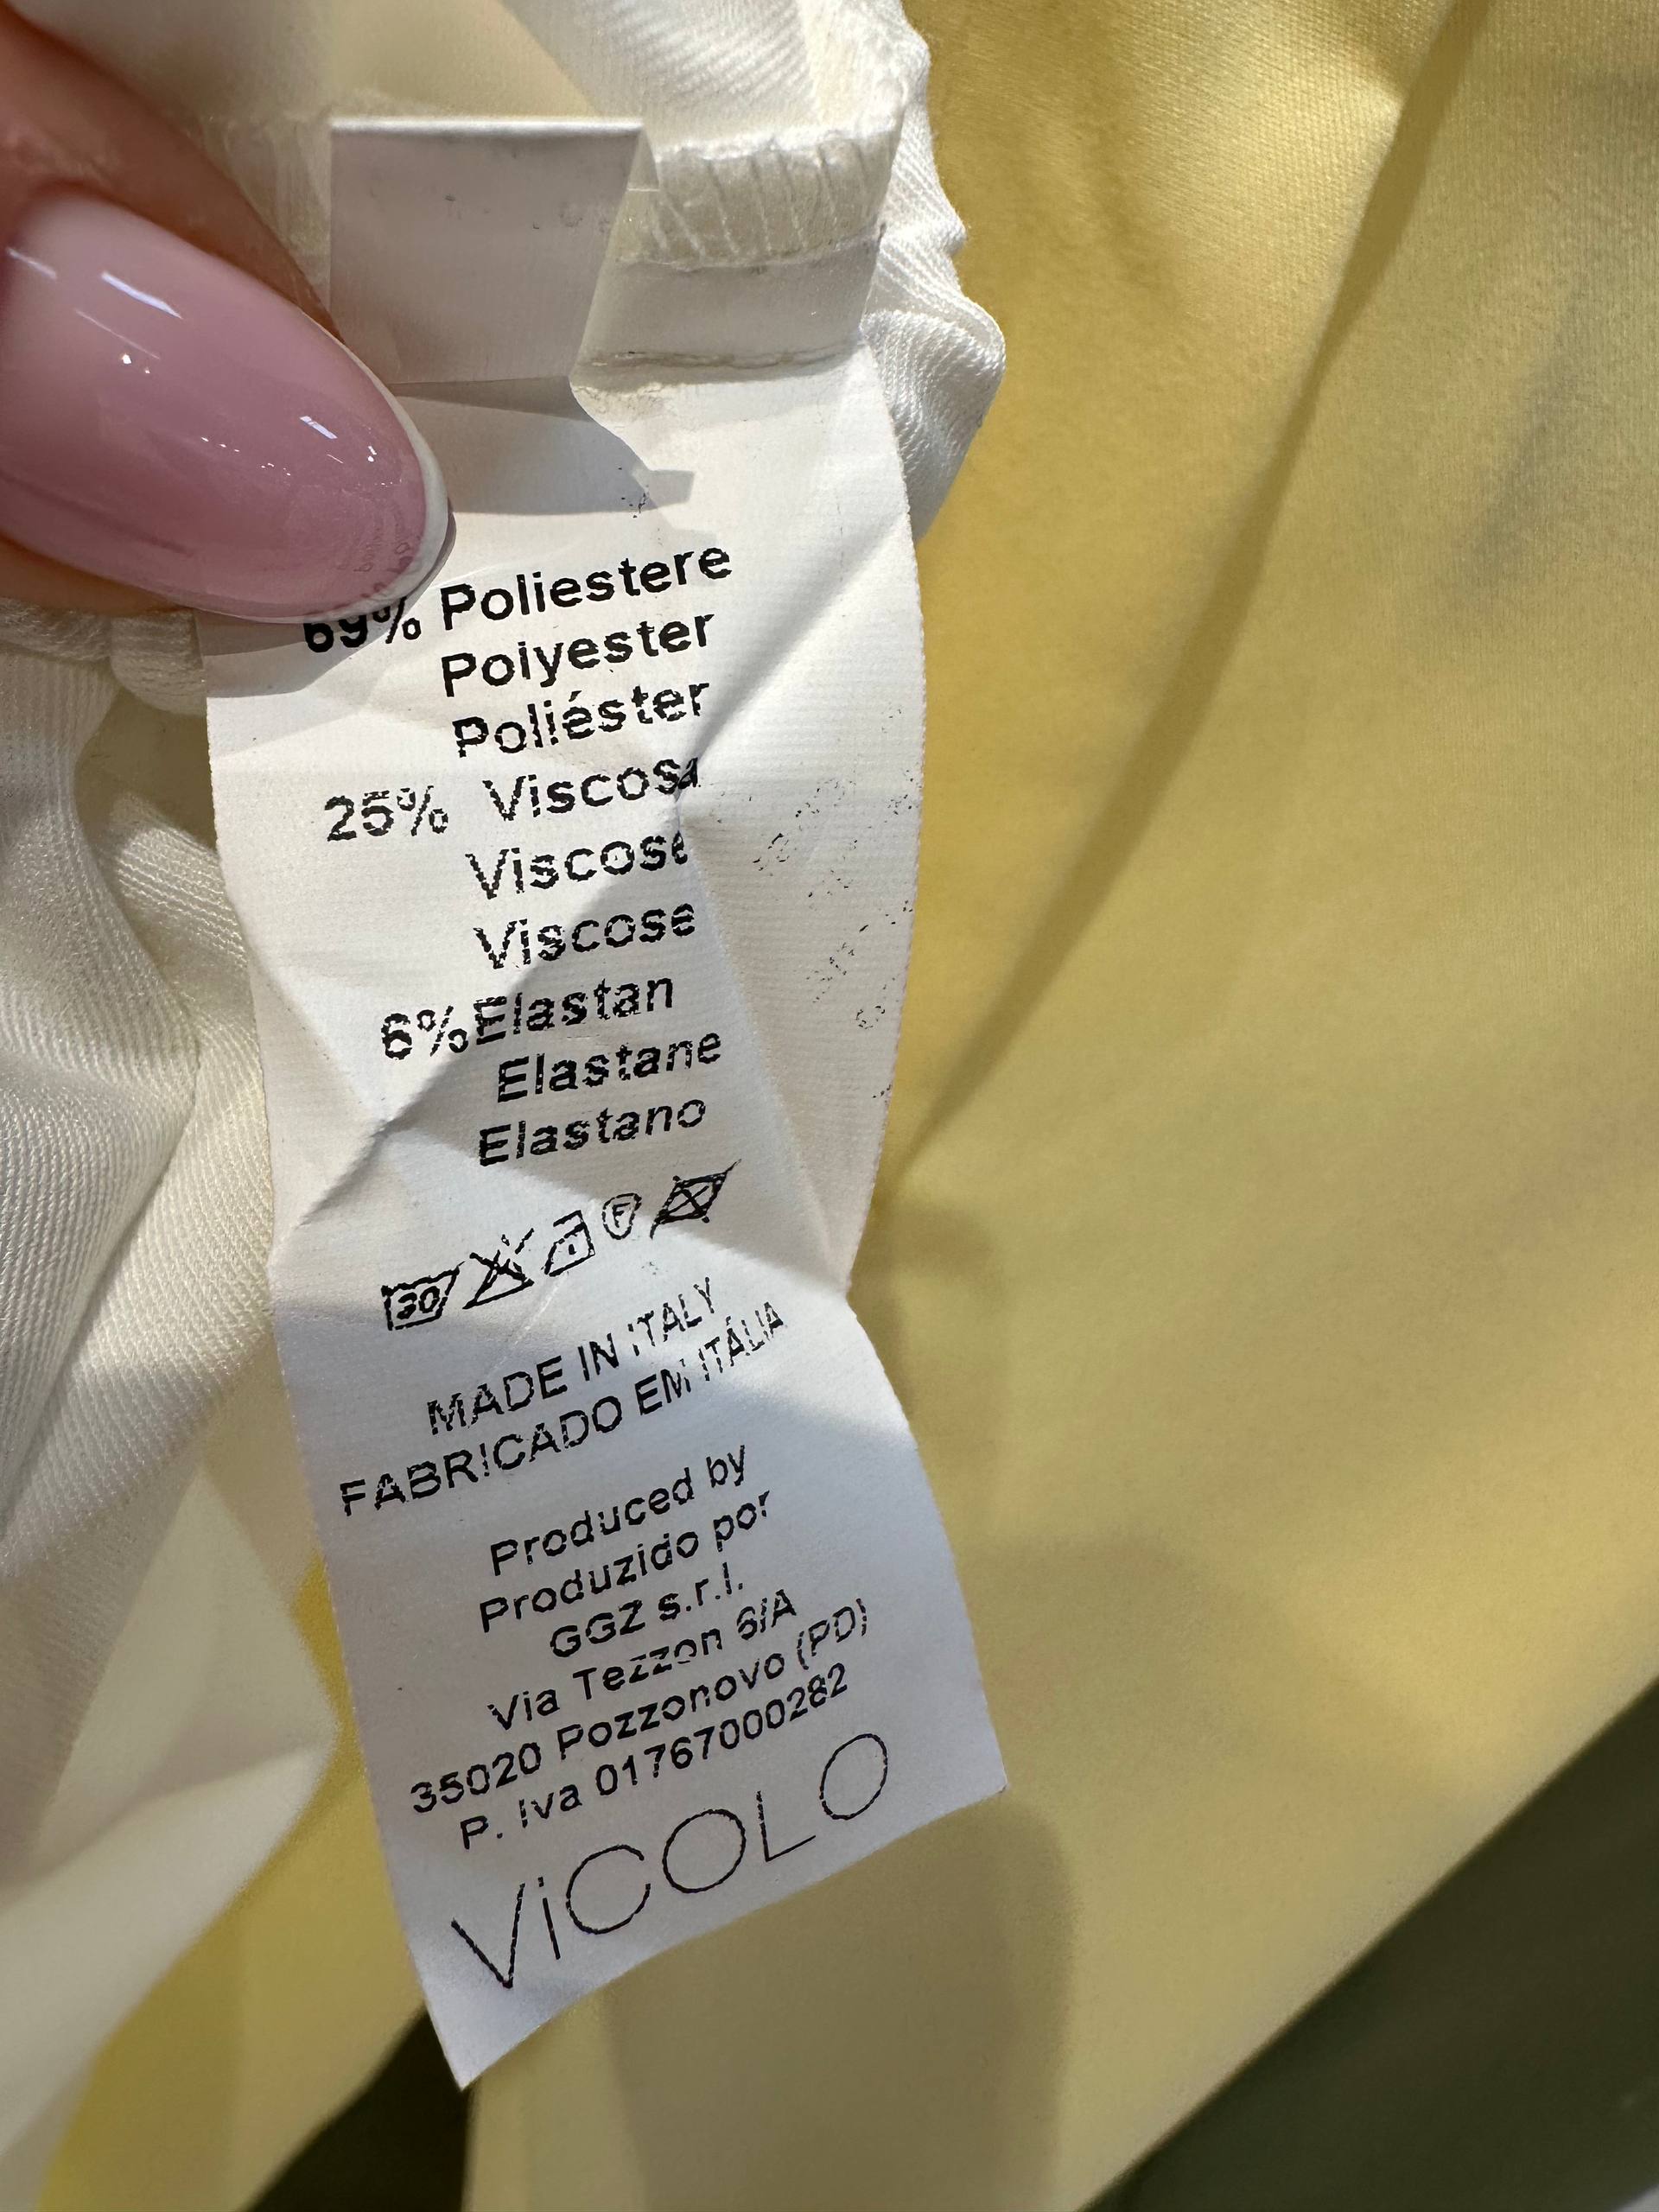 69% Poliestere
Polyester
Poliéster
25% Viscosa
Viscose
Viscose
6%Elastan
Elastane
Elastano
30 F
MADE IN ITALY
FABRICADO EM ITÁLIA
Produced by
Produzido por
GGZ s.r.l.
Via Tezzon 6/A
35020 Pozzonovo (PD)
P. Iva 01767000282
ViCOLO